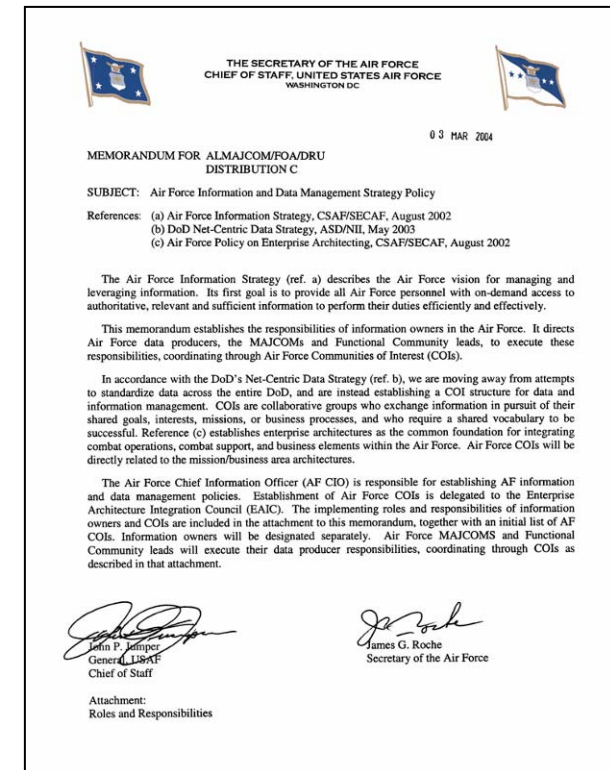 THE SECRETARY OF THE AIR FORCE
CHIEF OF STAFF, UNITED STATES AIR FORCE
WASHINGTON DC
03 MAR 2004
MEMORANDUM FOR ALMAJCOM/FOA/DRU
DISTRIBUTION C
SUBJECT: Air Force Information and Data Management Strategy Policy
References: (a) Air Force Information Strategy, CSAF/SECAF, August 2002
(b) DoD Net-Centric Data Strategy, ASD/NII, May 2003
(c) Air Force Policy on Enterprise Architecting, CSAF/SECAF, August 2002
The Air Force Information Strategy (ref. a) describes the Air Force vision for managing and
leveraging information. Its first goal is to provide all Air Force personnel with on-demand access to
authoritative, relevant and sufficient information to perform their duties efficiently and effectively.
This memorandum establishes the responsibilities of information owners in the Air Force. It directs
Air Force data producers, the MAJCOMs and Functional Community leads, to execute these
responsibilities, coordinating through Air Force Communities of Interest (COIs).
In accordance with the DoD's Net-Centric Data Strategy (ref. b), we are moving away from attempts
to standardize data across the entire DoD, and are instead establishing a COI structure for data and
information management. COIs are collaborative groups who exchange information in pursuit of their
shared goals, interests, missions, or business processes, and who require a shared vocabulary to be
successful. Reference (c) establishes enterprise architectures as the common foundation for integrating
combat operations, combat support, and business elements within the Air Force. Air Force COIs will be
directly related to the mission/business area architectures.
The Air Force Chief Information Officer (AF CIO) is responsible for establishing AF information
and data management policies. Establishment of Air Force COIs is delegated to the Enterprise
Architecture Integration Council (EAIC). The implementing roles and responsibilities of information
owners and COIs are included in the attachment to this memorandum, together with an initial list of AF
COIs. Information owners will be designated separately. Air Force MAJCOMS and Functional
Community leads will execute their data producer responsibilities, coordinating through COIs as
described in that attachment.
John P. Jumper
General, USAF
Chief of Staff
James G. Roche
Secretary of the Air Force
Attachment:
Roles and Responsibilities